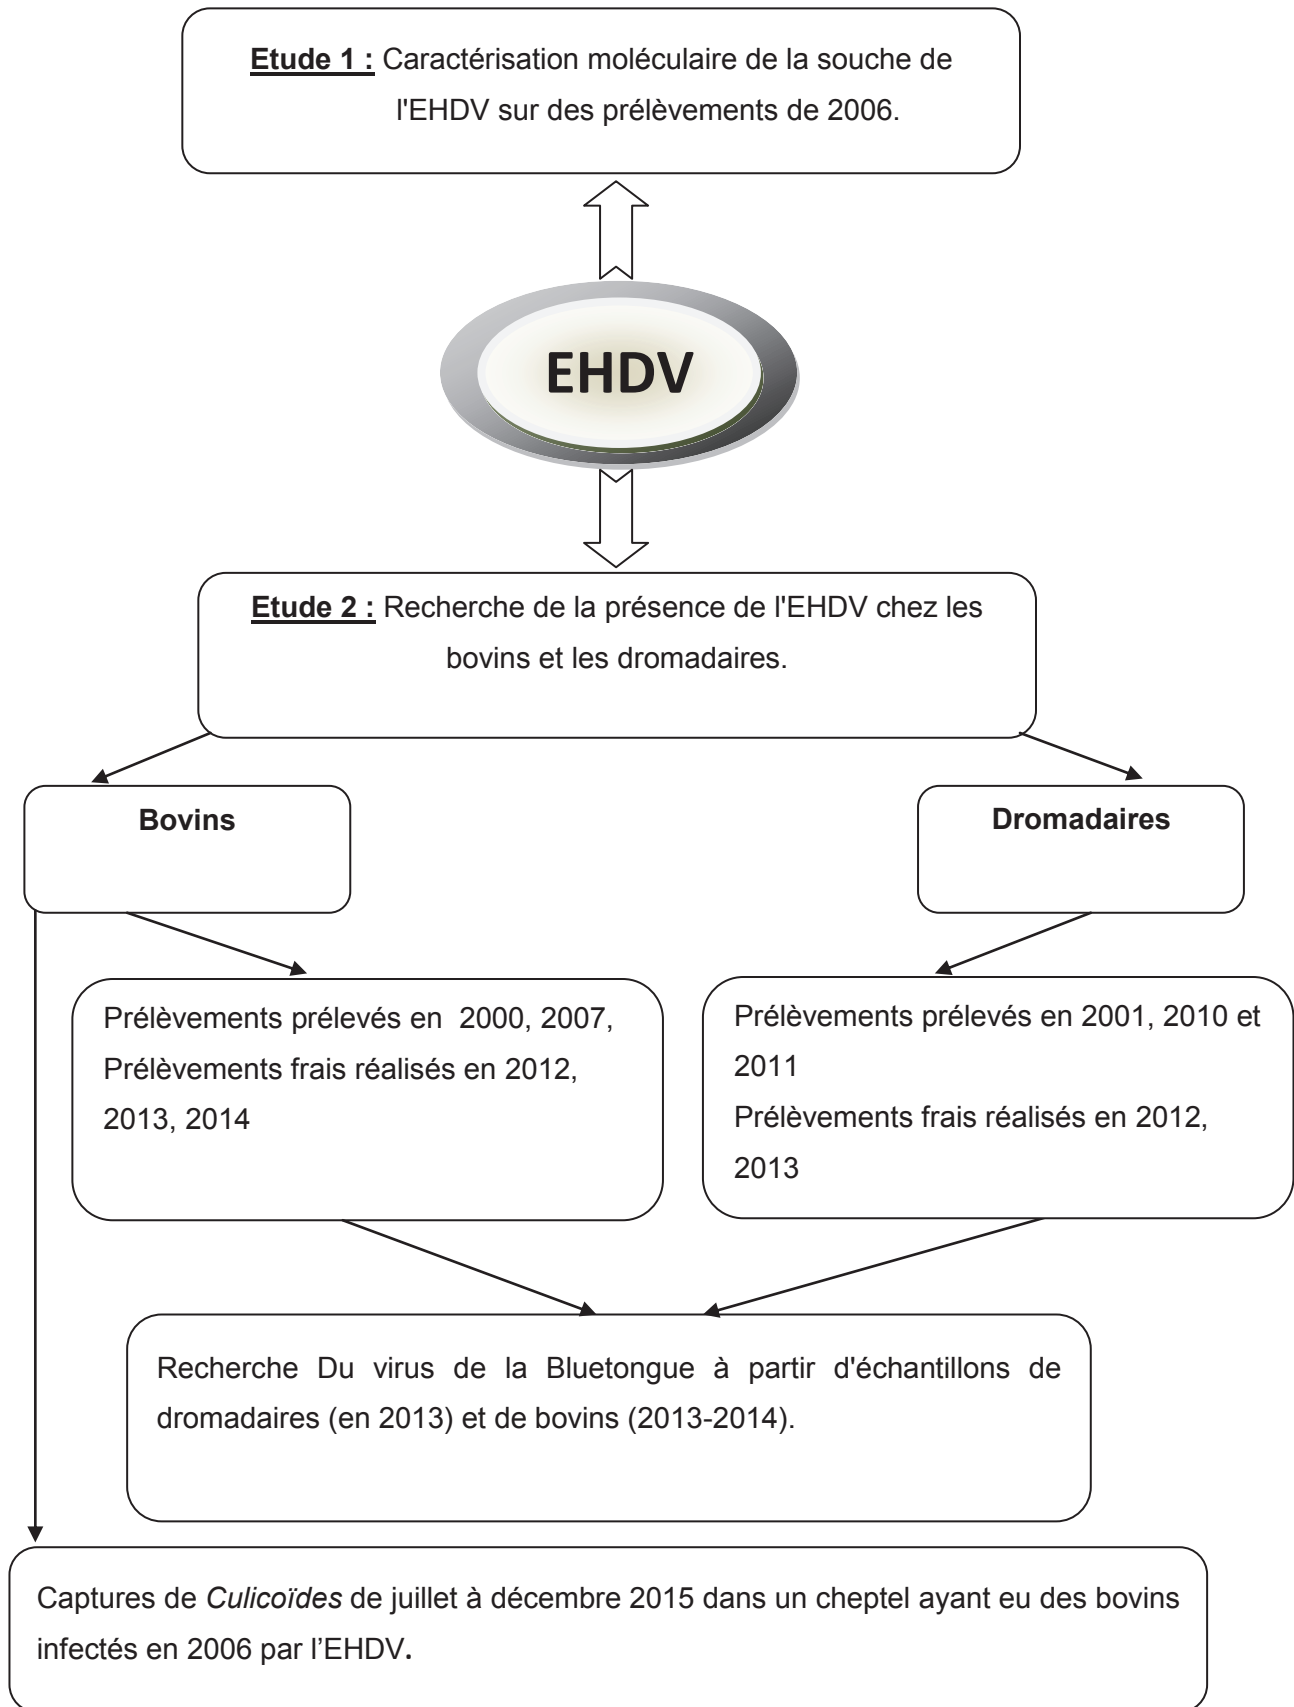 Etude 1 : Caractérisation moléculaire de la souche de
l'EHDV sur des prélèvements de 2006.
EHDV
Etude 2 : Recherche de la présence de l'EHDV chez les
bovins et les dromadaires.
Bovins
Dromadaires
Prélèvements prélevés en 2000, 2007,
Prélèvements frais réalisés en 2012,
2013, 2014
Prélèvements prélevés en 2001, 2010 et
2011
Prélèvements frais réalisés en 2012,
2013
Recherche Du virus de la Bluetongue à partir d'échantillons de
dromadaires (en 2013) et de bovins (2013-2014).
Captures de Culicoïdes de juillet à décembre 2015 dans un cheptel ayant eu des bovins
infectés en 2006 par l’EHDV.